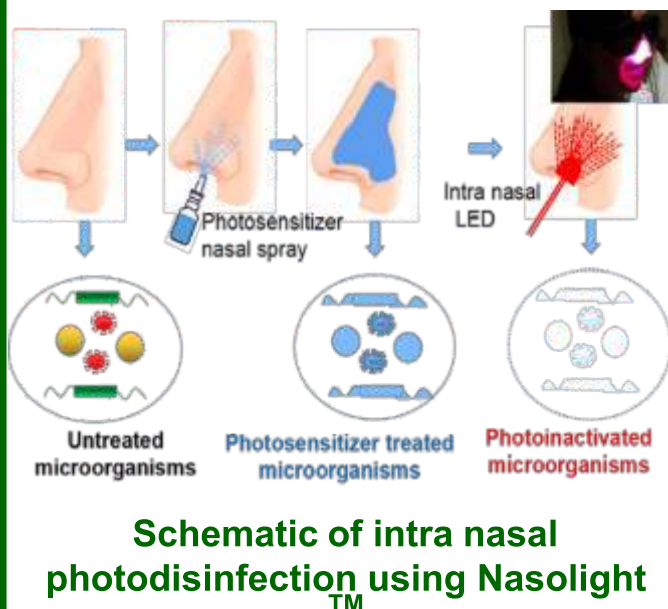 Photosensitizer
nasal spray
Intra nasal
LED
Untreated
microorganisms
Photosensitizer treated
microorganisms
Photoinactivated
microorganisms
Schematic of intra nasal
photodisinfection using Nasolight
TM